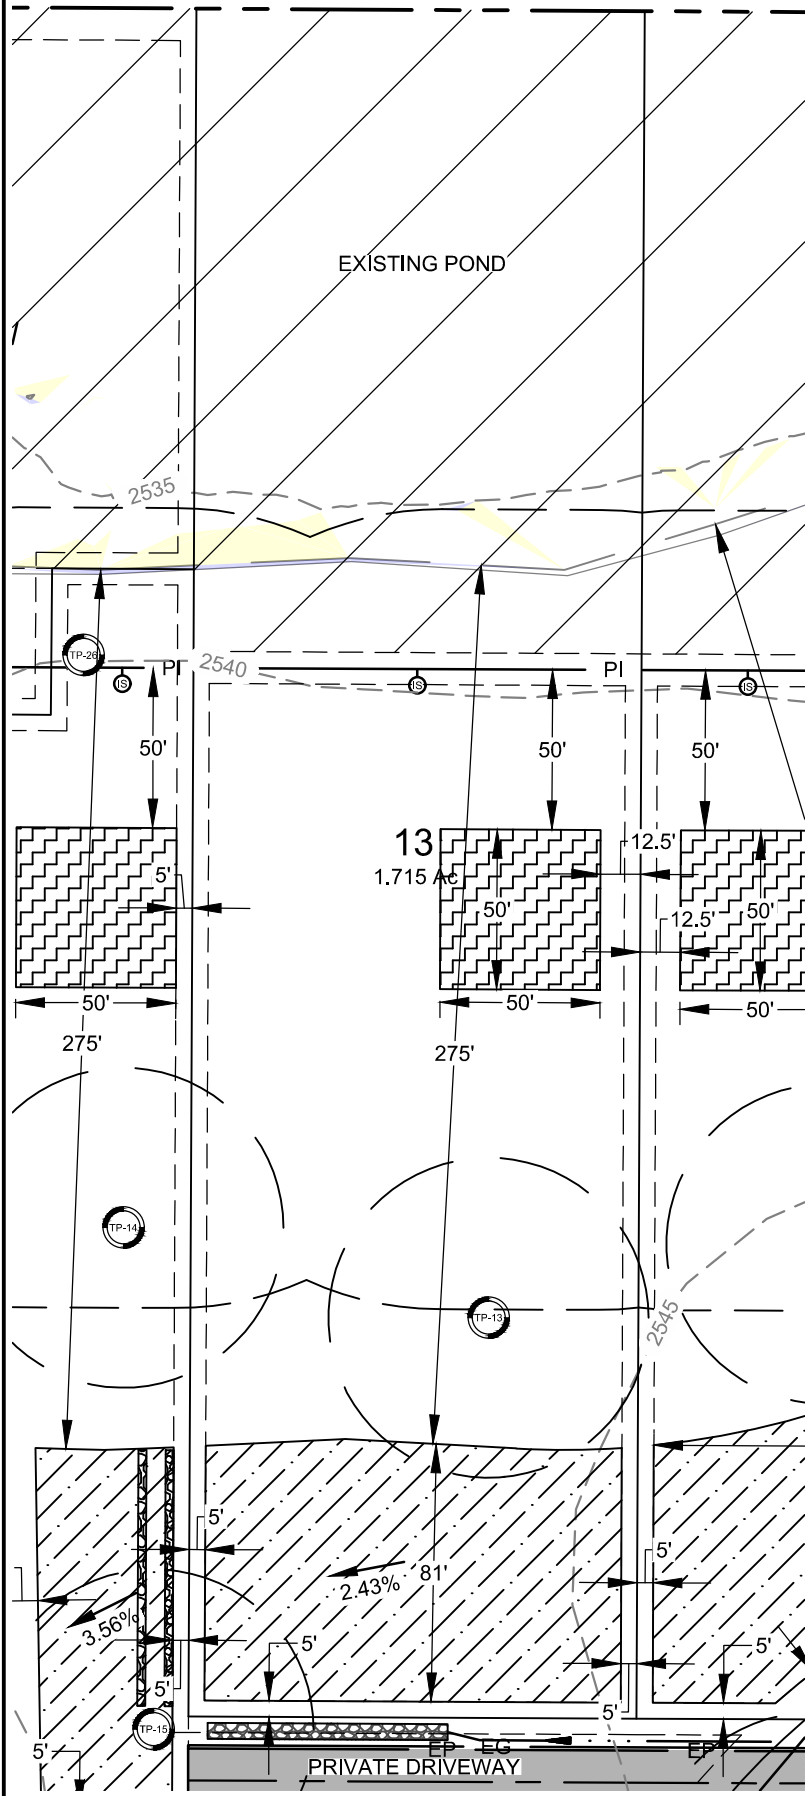 EXISTING POND
2535
TP-26
PI
2540
PI
IS
IS
IS
50'
50'
50'
13
1.715 Ac
12.5'
5'
50'
12.5'
50'
50'
50'
50'
275'
275'
TP-14
TP-13
2545
5'
5'
2.43%
81'
3.56%
5'
5'
5'
5'
TP-15
5'
EP
EG
EP
PRIVATE DRIVEWAY